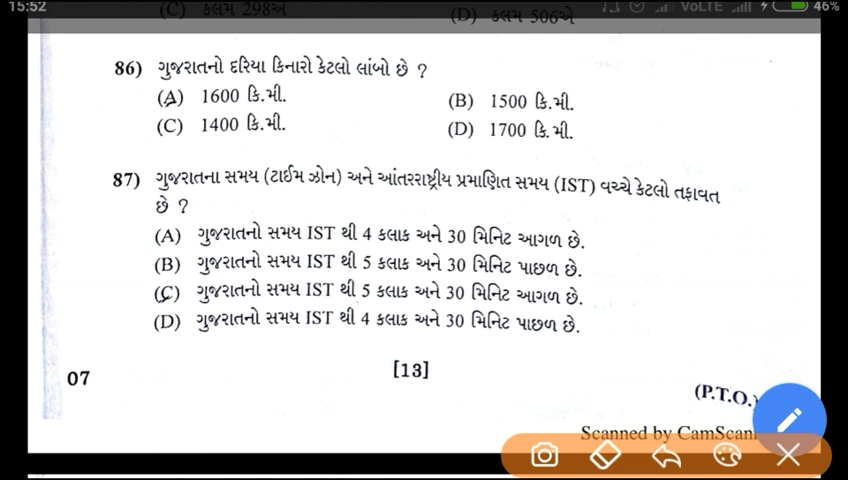 15:52 VoLTE 46%
(C) કલમ 298એ (D) કલમ 506એ
86) ગુજરાતનો દરિયા કિનારો કેટલો લાંબો છે ?
(A) 1600 કિ.મી. (B) 1500 કિ.મી.
(C) 1400 કિ.મી. (D) 1700 કિ.મી.
87) ગુજરાતના સમય (ટાઈમ ઝોન) અને આંતરરાષ્ટ્રીય પ્રમાણિત સમય (IST) વચ્ચે કેટલો તફાવત
છે ?
(A) ગુજરાતનો સમય IST થી 4 કલાક અને 30 મિનિટ આગળ છે.
(B) ગુજરાતનો સમય IST થી 5 કલાક અને 30 મિનિટ પાછળ છે.
(C) ગુજરાતનો સમય IST થી 5 કલાક અને 30 મિનિટ આગળ છે.
(D) ગુજરાતનો સમય IST થી 4 કલાક અને 30 મિનિટ પાછળ છે.
07 [13]
(P.T.O.)
Scanned by CamScan